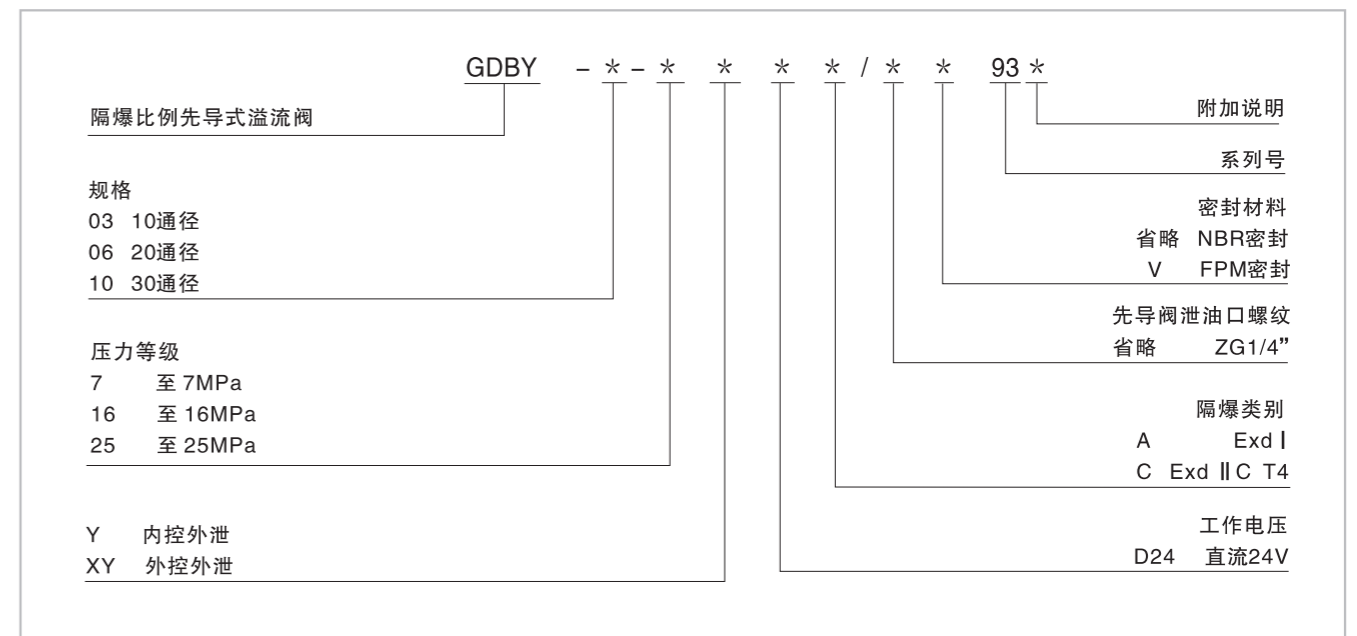 GDBY - * - * * * * / * * 93 *
隔爆比例先导式溢流阀
规格
03 10通径
06 20通径
10 30通径
压力等级
7 至 7MPa
16 至 16MPa
25 至 25MPa
Y 内控外泄
XY 外控外泄
附加说明
系列号
密封材料
省略 NBR密封
V FPM密封
先导阀泄油口螺纹
省略 ZG1/4”
隔爆类别
A Exd Ⅰ
C Exd ⅡC T4
工作电压
D24 直流24V